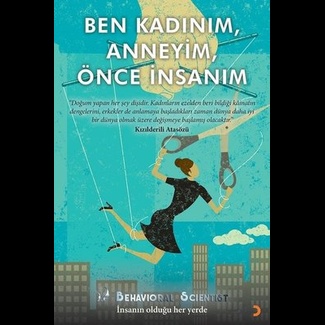 BEN KADINIM,
ANNEYİM,
ÖNCE İNSANIM
"Doğum yapan her şey dişidir. Kadınların ezelden beri bildiği kâinatın
dengelerini, erkekler de anlamaya başladıkları zaman dünya daha iyi
bir dünya olmak üzere değişmeye başlamış olacaktır."
Kızılderili Atasözü
BEHAVIORAL SCIENTIST
İnsanın olduğu her yerde